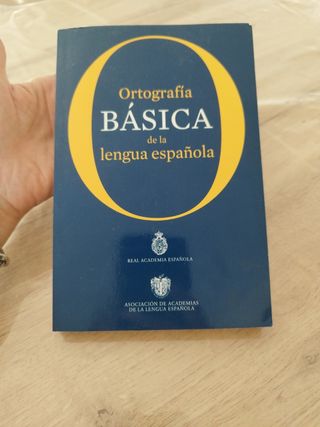 Ortografía
BÁSICA
de la
lengua española
REAL ACADEMIA ESPAÑOLA
ASOCIACIÓN DE ACADEMIAS
DE LA LENGUA ESPAÑOLA